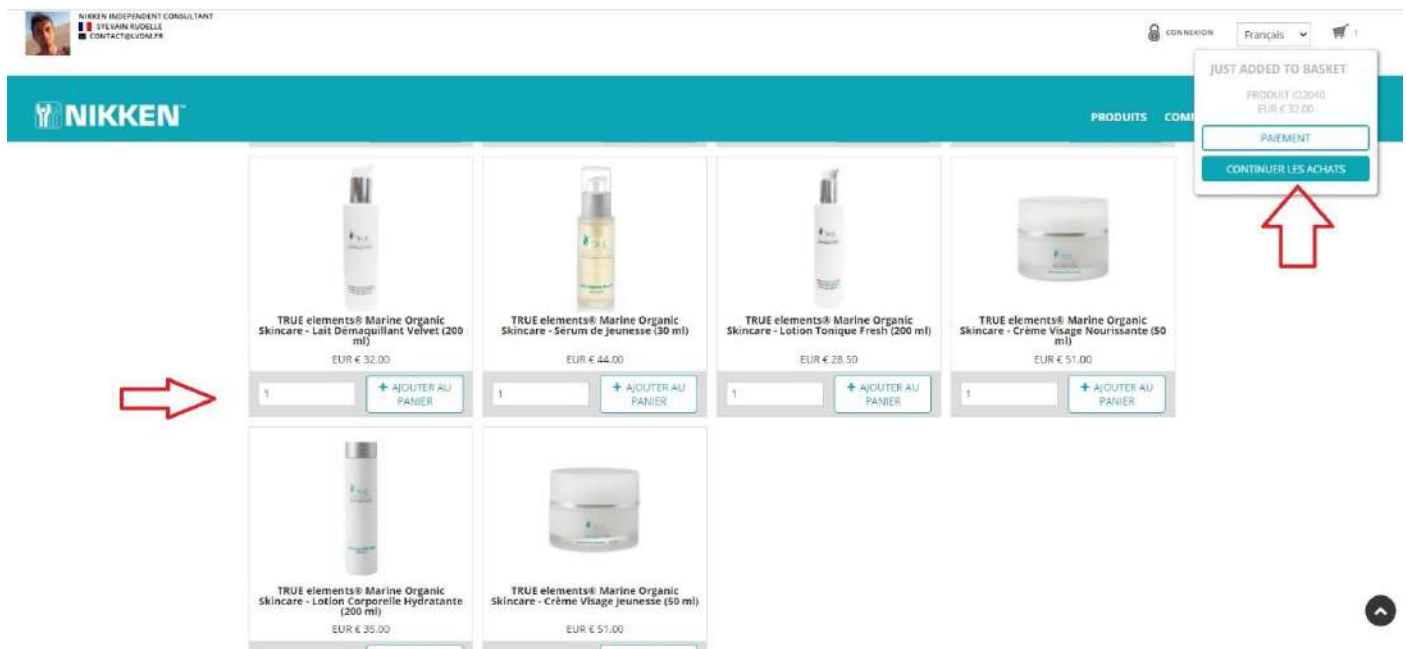 NIKKEN INDEPENDENT CONSULTANT
SYLVAIN RUDELLE
CONTACT@LVDM.FR
CONNEXION
Français
1
JUST ADDED TO BASKET
PRODUIT ID2040
EUR € 32.00
PAIEMENT
CONTINUER LES ACHATS
NIKKEN
PRODUITS
TRUE elements® Marine Organic
Skincare - Lait Démaquillant Velvet (200
ml)
EUR € 32.00
1
+ AJOUTER AU
PANIER
TRUE elements® Marine Organic
Skincare - Sérum de Jeunesse (30 ml)
EUR € 44.00
1
+ AJOUTER AU
PANIER
TRUE elements® Marine Organic
Skincare - Lotion Tonique Fresh (200 ml)
EUR € 28.50
1
+ AJOUTER AU
PANIER
TRUE elements® Marine Organic
Skincare - Crème Visage Nourissante (50
ml)
EUR € 51.00
1
+ AJOUTER AU
PANIER
TRUE elements® Marine Organic
Skincare - Lotion Corporelle Hydratante
(200 ml)
EUR € 35.00
TRUE elements® Marine Organic
Skincare - Crème Visage Jeunesse (50 ml)
EUR € 51.00